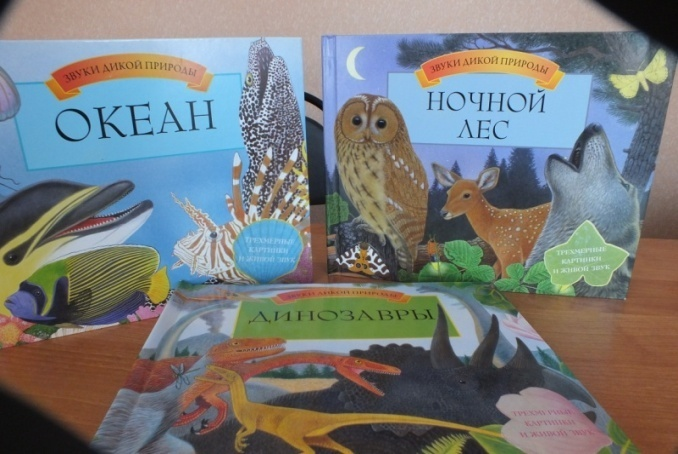 ЗВУКИ ДИКОЙ ПРИРОДЫ
ОКЕАН
ТРЕХМЕРНЫЕ
КАРТИНКИ
И ЖИВОЙ ЗВУК
ЗВУКИ ДИКОЙ ПРИРОДЫ
НОЧНОЙ
ЛЕС
ТРЕХМЕРНЫЕ
КАРТИНКИ
И ЖИВОЙ ЗВУК
ЗВУКИ ДИКОЙ ПРИРОДЫ
ДИНОЗАВРЫ
ТРЕХМЕРНЫЕ
КАРТИНКИ
И ЖИВОЙ ЗВУК